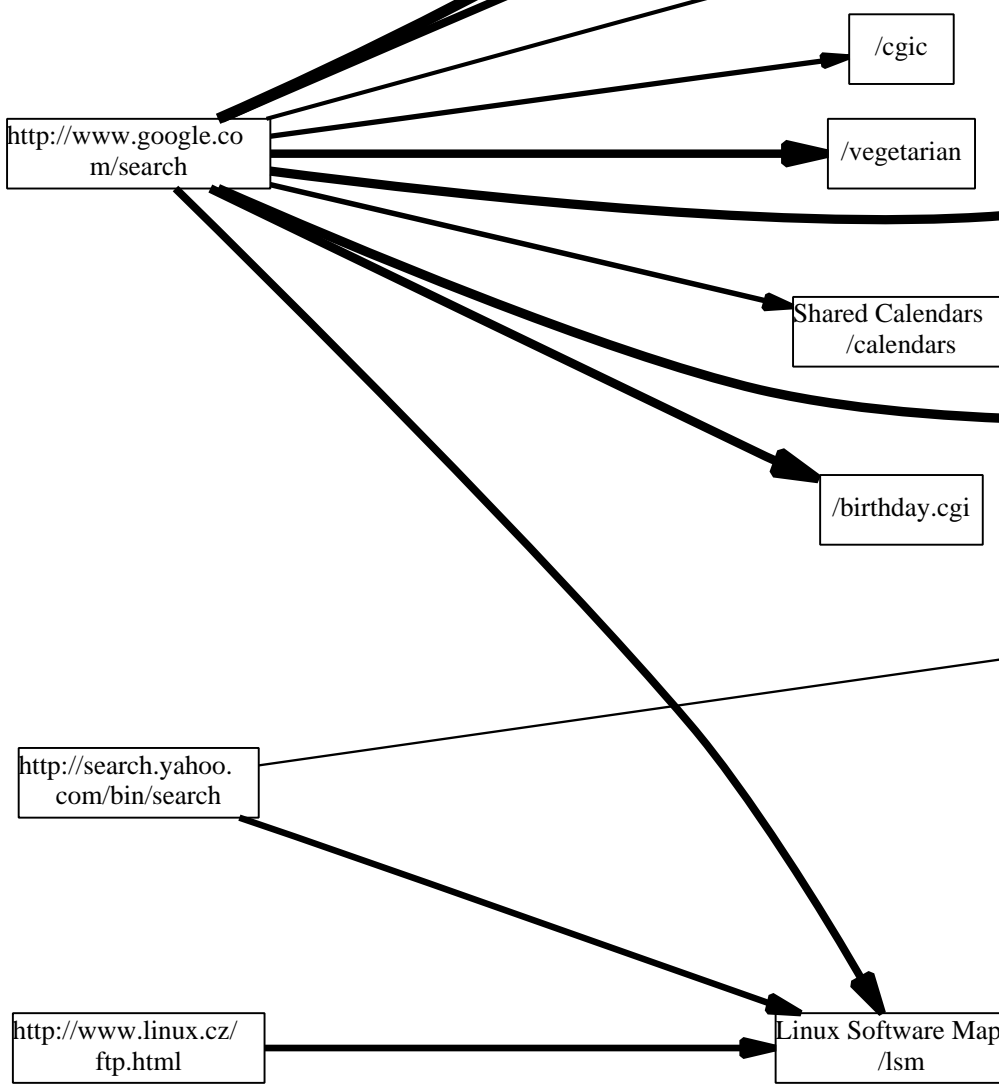 /cgic
http://www.google.co
m/search
/vegetarian
Shared Calendars
/calendars
/birthday.cgi
http://search.yahoo.
com/bin/search
http://www.linux.cz/
ftp.html
Linux Software Map
/lsm